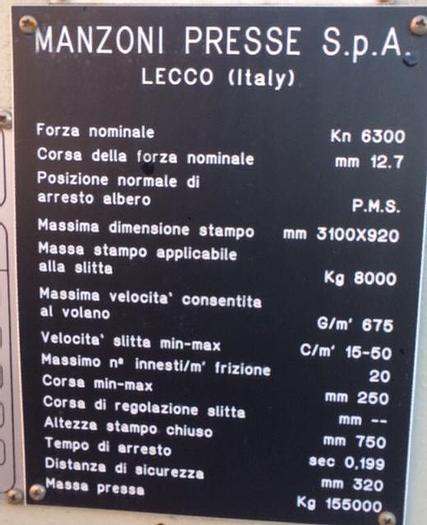 MANZONI PRESSE S.p.A.
LECCO (Italy)
Forza nominale Kn 6300
Corsa della forza nominale mm 12.7
Posizione normale di
arresto albero P.M.S.
Massima dimensione stampo mm 3100X920
Massa stampo applicabile
alla slitta Kg 8000
Massima velocita' consentita
al volano G/m' 675
Velocita' slitta min-max C/m' 15-50
Massimo nº innesti/m' frizione 20
Corsa min-max mm 250
Corsa di regolazione slitta mm --
Altezza stampo chiuso mm 750
Tempo di arresto sec 0,199
Distanza di sicurezza mm 320
Massa pressa Kg 155000